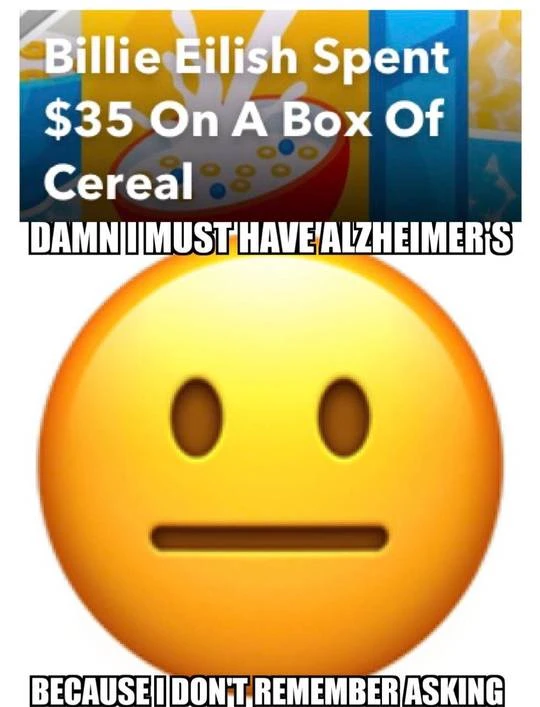 Billie Eilish Spent
$35 On A Box Of
Cereal
DAMN I MUST HAVE ALZHEIMER'S
BECAUSE I DON'T REMEMBER ASKING